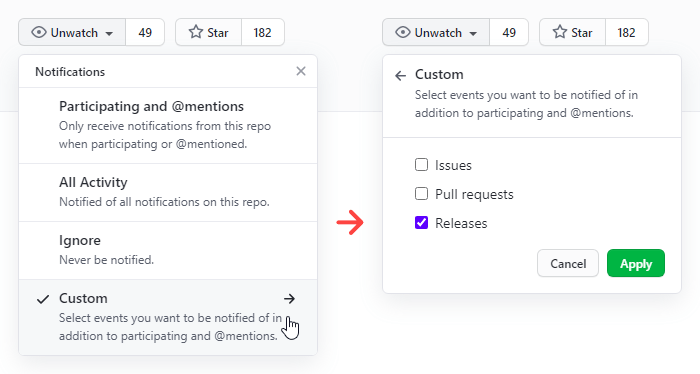 Unwatch 49 Star 182
Notifications
Participating and @mentions
Only receive notifications from this repo
when participating or @mentioned.
All Activity
Notified of all notifications on this repo.
Ignore
Never be notified.
Custom
Select events you want to be notified of in
addition to participating and @mentions.
Unwatch 49 Star 182
Custom
Select events you want to be notified of in
addition to participating and @mentions.
Issues
Pull requests
Releases
Cancel Apply